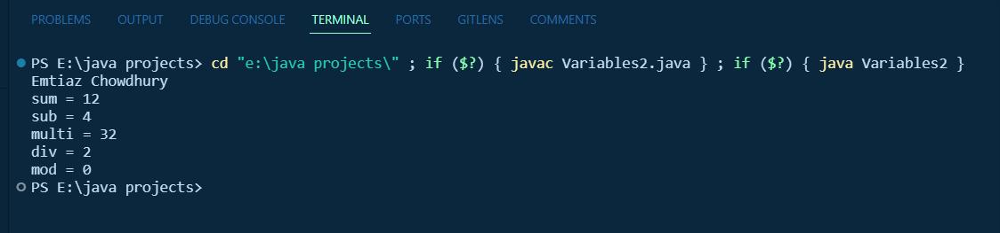 PROBLEMS OUTPUT DEBUG CONSOLE TERMINAL PORTS GITLENS COMMENTS
PS E:\java projects> cd "e:\java projects\" ; if ($?) { javac Variables2.java } ; if ($?) { java Variables2 }
Emtiaz Chowdhury
sum = 12
sub = 4
multi = 32
div = 2
mod = 0
PS E:\java projects>